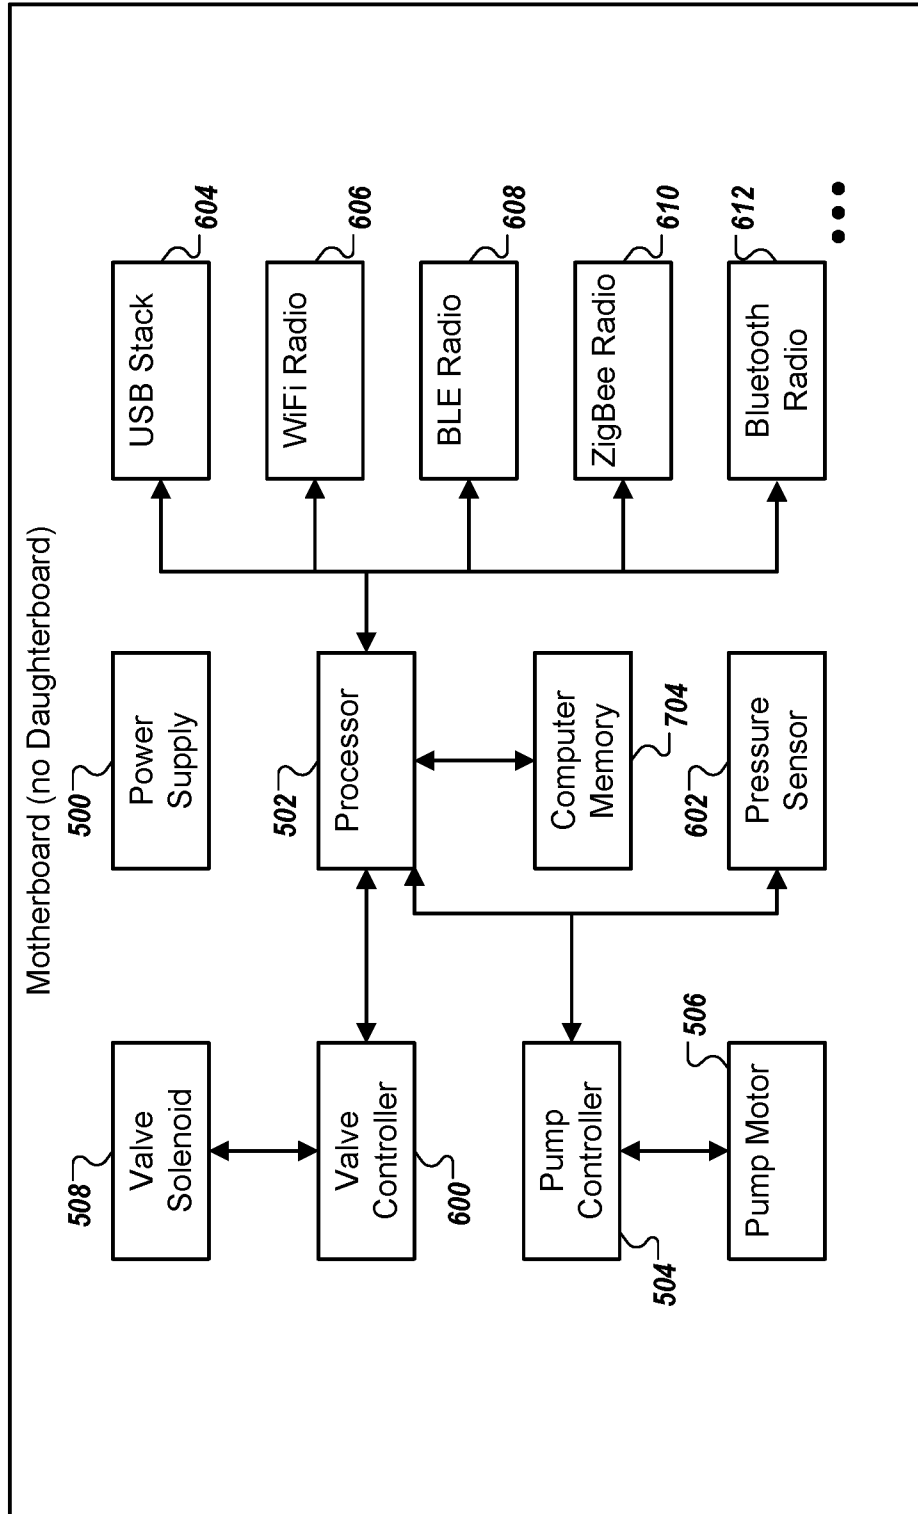 Motherboard (no Daughterboard)
508
Valve
Solenoid
500
Power
Supply
USB Stack
604
Valve
Controller
600
502
Processor
WiFi Radio
606
BLE Radio
608
Pump
Controller
504
Computer
Memory
704
ZigBee Radio
610
Pump Motor
506
602
Pressure
Sensor
Bluetooth
Radio
612
•••